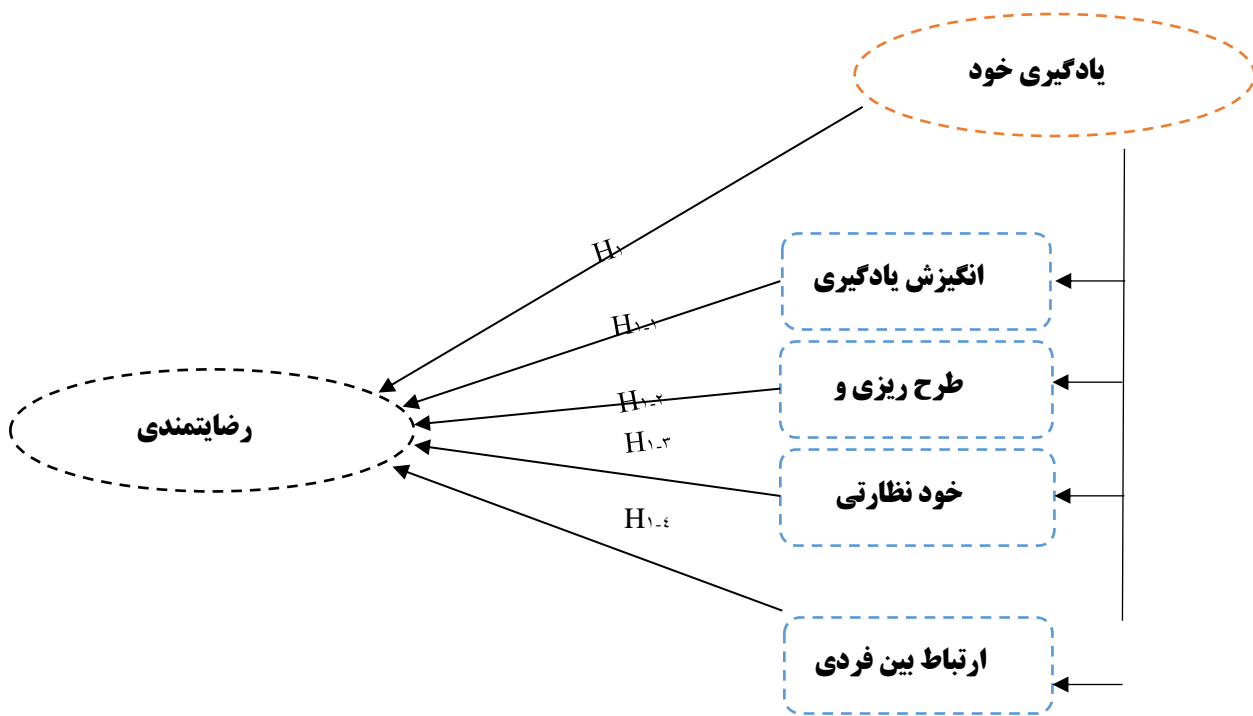 یادگیری خود
H۱
انگیزش یادگیری
H۱-۱
طرح ریزی و
H۱-۲
رضایتمندی
H۱-۳
خود نظارتی
H۱-٤
ارتباط بین فردی